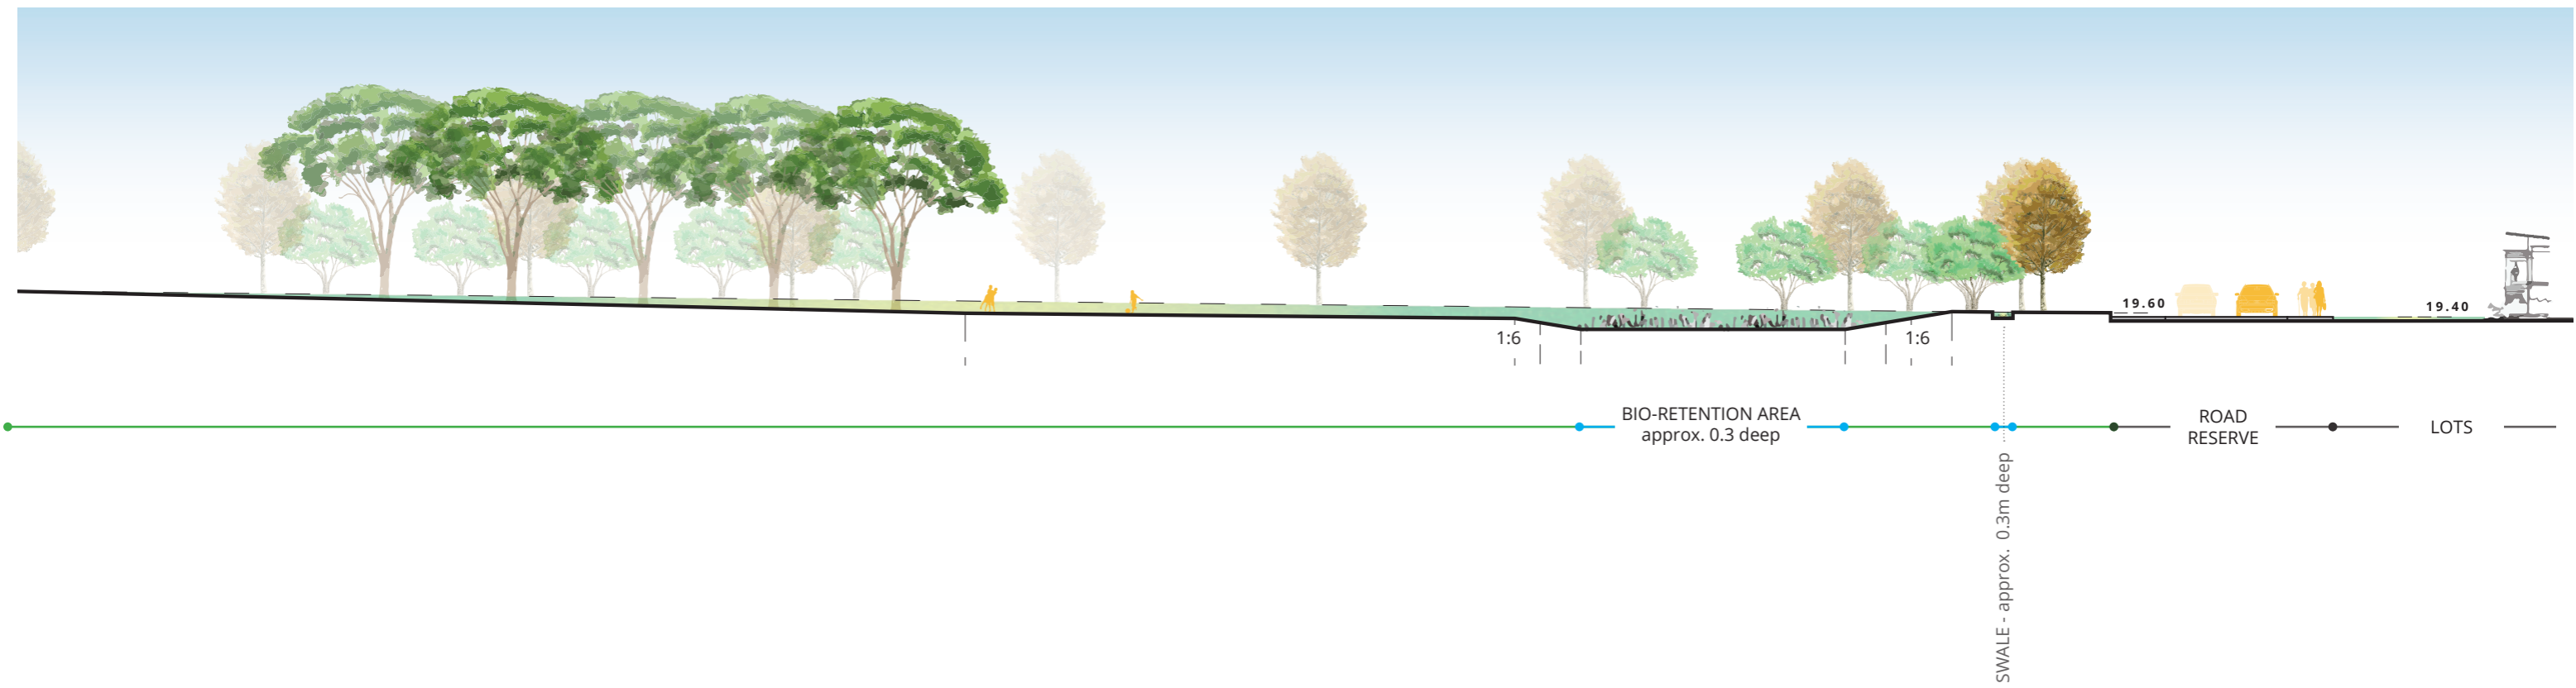 19.60
19.40
1:6
1:6
BIO-RETENTION AREA
approx. 0.3 deep
ROAD
RESERVE
LOTS
SWALE - approx. 0.3m deep